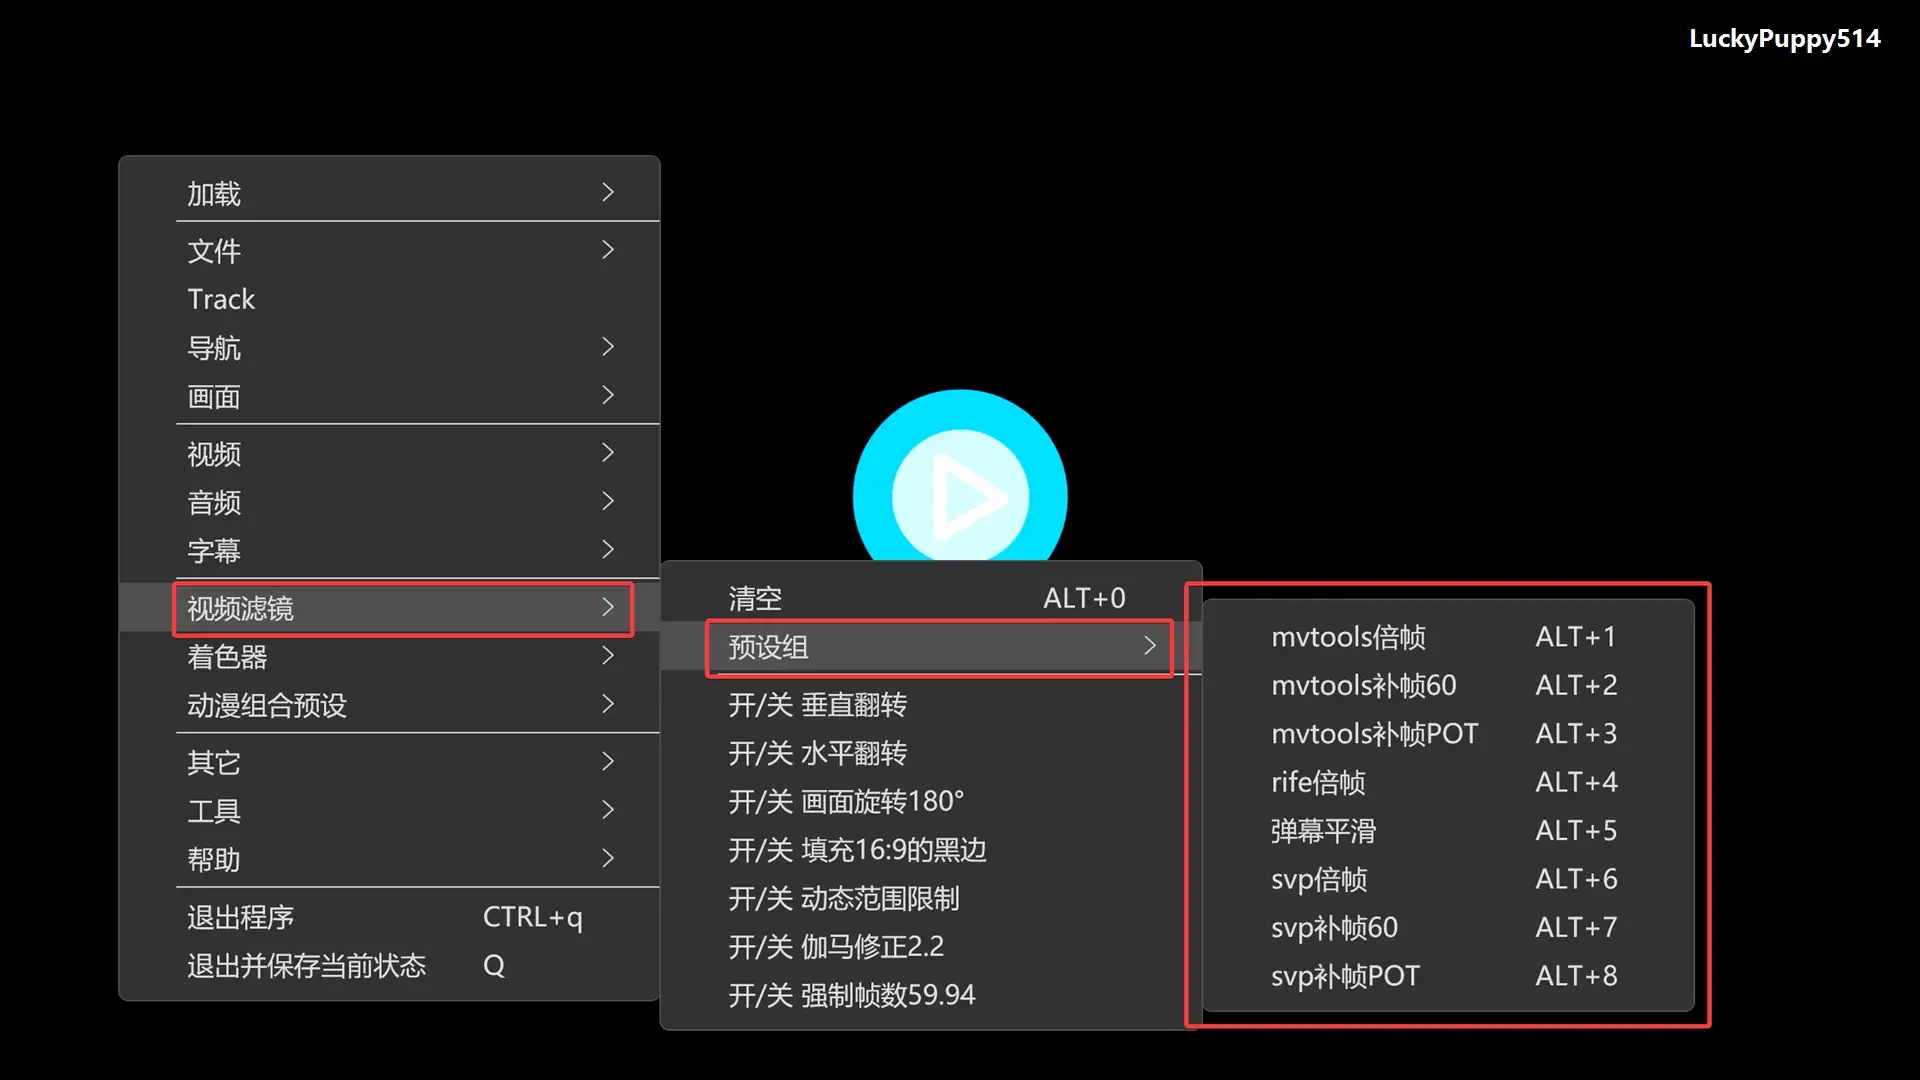 LuckyPuppy514
加载
文件
Track
导航
画面
视频
音频
字幕
视频滤镜
着色器
动漫组合预设
其它
工具
帮助
退出程序 CTRL+q
退出并保存当前状态 Q
清空 ALT+0
预设组
开/关 垂直翻转
开/关 水平翻转
开/关 画面旋转180°
开/关 填充16:9的黑边
开/关 动态范围限制
开/关 伽马修正2.2
开/关 强制帧数59.94
mvtools倍帧 ALT+1
mvtools补帧60 ALT+2
mvtools补帧POT ALT+3
rife倍帧 ALT+4
弹幕平滑 ALT+5
svp倍帧 ALT+6
svp补帧60 ALT+7
svp补帧POT ALT+8